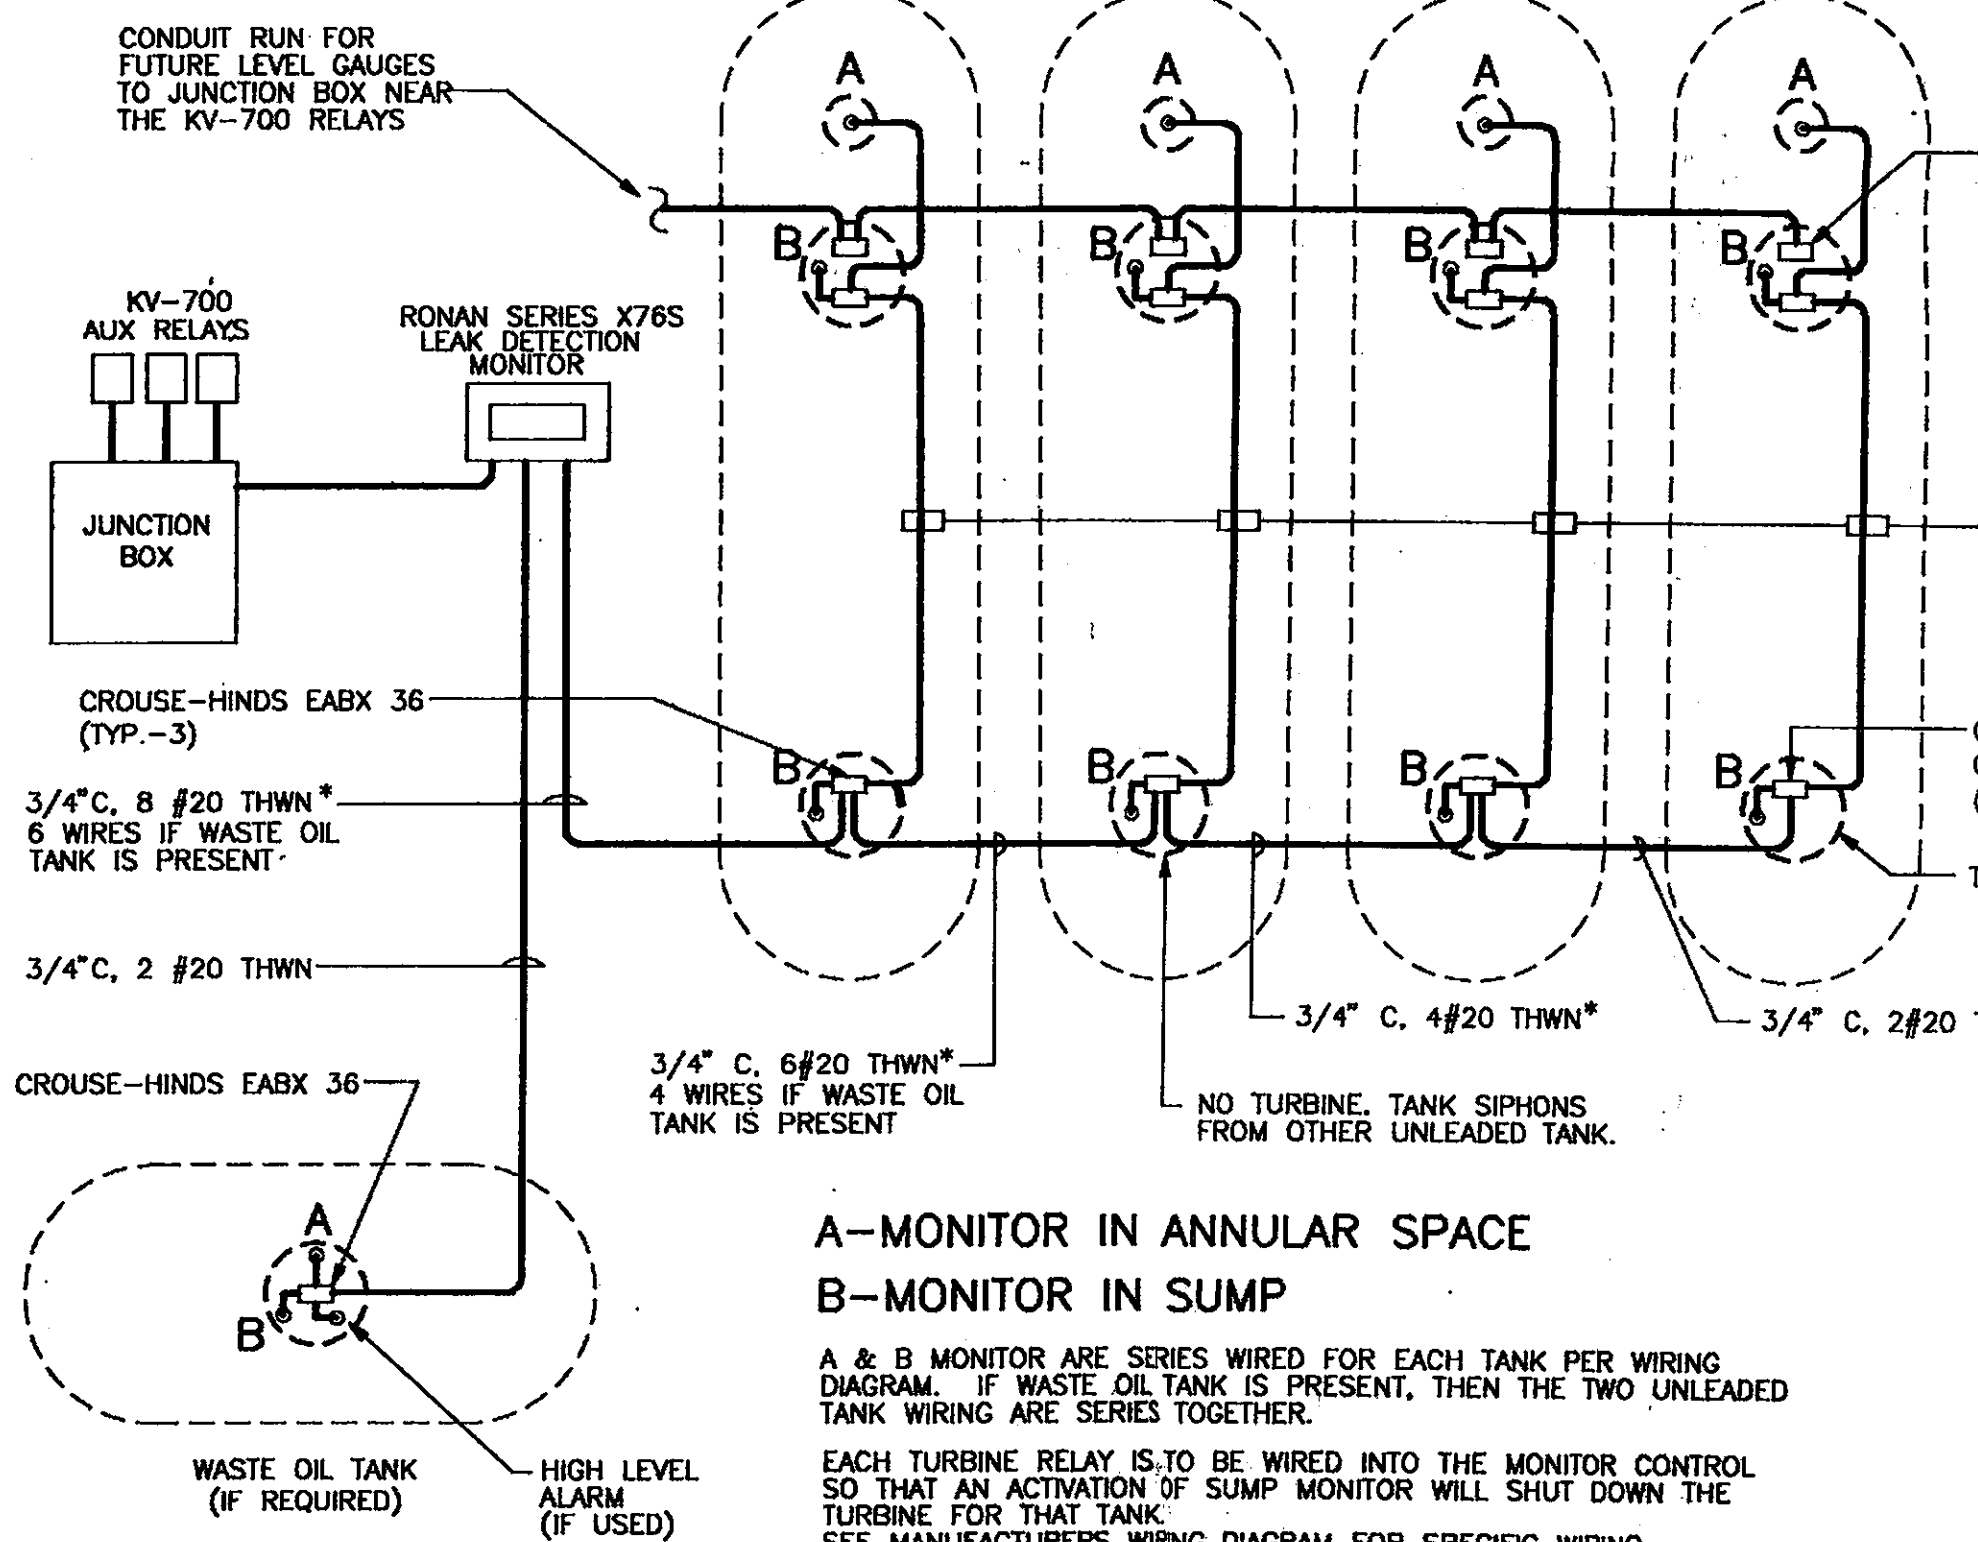 CONDUIT RUN FOR
FUTURE LEVEL GAUGES
TO JUNCTION BOX NEAR
THE KV-700 RELAYS
A
A
A
A
B
B
B
B
KV-700
AUX RELAYS
RONAN SERIES X76S
LEAK DETECTION
MONITOR
JUNCTION
BOX
CROUSE-HINDS EABX 36
(TYP.-3)
B
B
B
B
3/4"C, 8 #20 THWN*
6 WIRES IF WASTE OIL
TANK IS PRESENT
3/4"C, 2 #20 THWN
3/4" C, 4#20 THWN*
3/4" C, 2#20
3/4" C, 6#20 THWN*
4 WIRES IF WASTE OIL
TANK IS PRESENT
CROUSE-HINDS EABX 36
NO TURBINE. TANK SIPHONS
FROM OTHER UNLEADED TANK.
A
B
WASTE OIL TANK
(IF REQUIRED)
HIGH LEVEL
ALARM
(IF USED)
A-MONITOR IN ANNULAR SPACE
B-MONITOR IN SUMP
A & B MONITOR ARE SERIES WIRED FOR EACH TANK PER WIRING
DIAGRAM. IF WASTE OIL TANK IS PRESENT, THEN THE TWO UNLEADED
TANK WIRING ARE SERIES TOGETHER.
EACH TURBINE RELAY IS TO BE WIRED INTO THE MONITOR CONTROL
SO THAT AN ACTIVATION OF SUMP MONITOR WILL SHUT DOWN THE
TURBINE FOR THAT TANK.
SEE MANUFACTURERS WIRING DIAGRAM FOR SPECIFIC WIRING